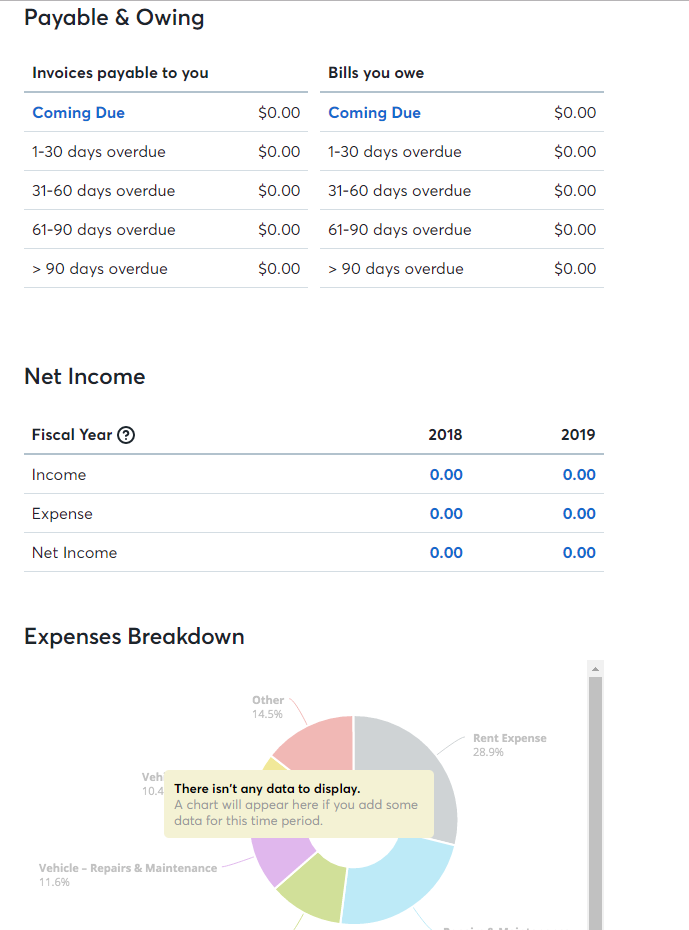 Payable & Owing
Invoices payable to you
Coming Due $0.00
1-30 days overdue $0.00
31-60 days overdue $0.00
61-90 days overdue $0.00
> 90 days overdue $0.00
Bills you owe
Coming Due $0.00
1-30 days overdue $0.00
31-60 days overdue $0.00
61-90 days overdue $0.00
> 90 days overdue $0.00
Net Income
Fiscal Year ? 2018 2019
Income 0.00 0.00
Expense 0.00 0.00
Net Income 0.00 0.00
Expenses Breakdown
Other
14.5%
Rent Expense
28.9%
Veh
10.4
There isn't any data to display.
A chart will appear here if you add some
data for this time period.
Vehicle – Repairs & Maintenance
11.6%